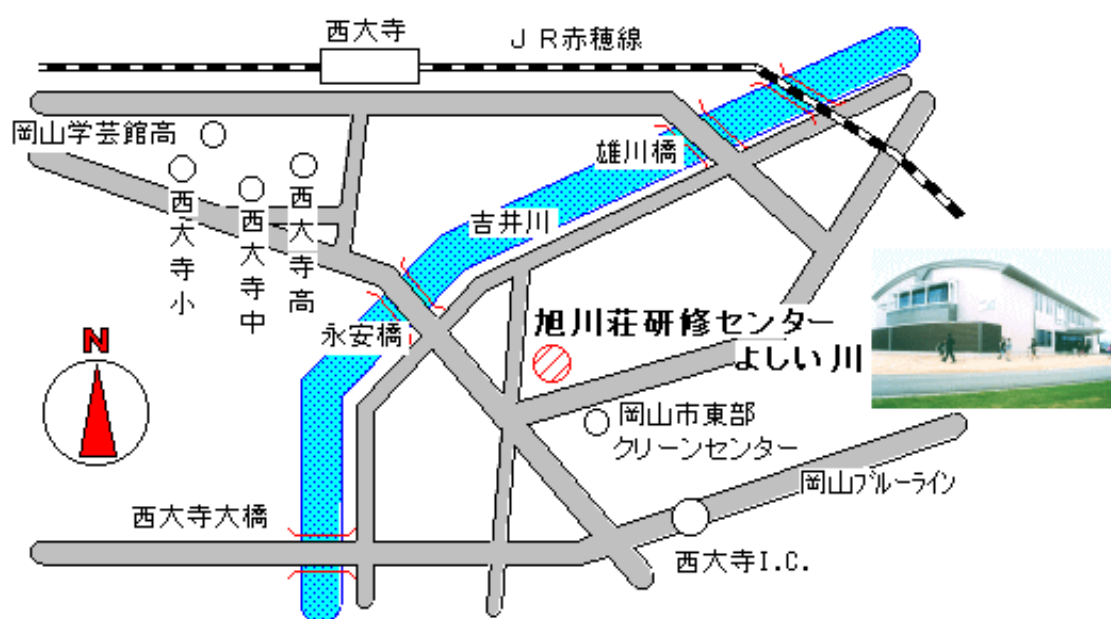 西大寺
JR赤穂線
岡山学芸館高
雄川橋
西大寺小
西大寺中
西大寺高
吉井川
永安橋
旭川荘研修センター
よしい川
N
岡山市東部
クリーンセンター
岡山ブルーライン
西大寺大橋
西大寺I.C.